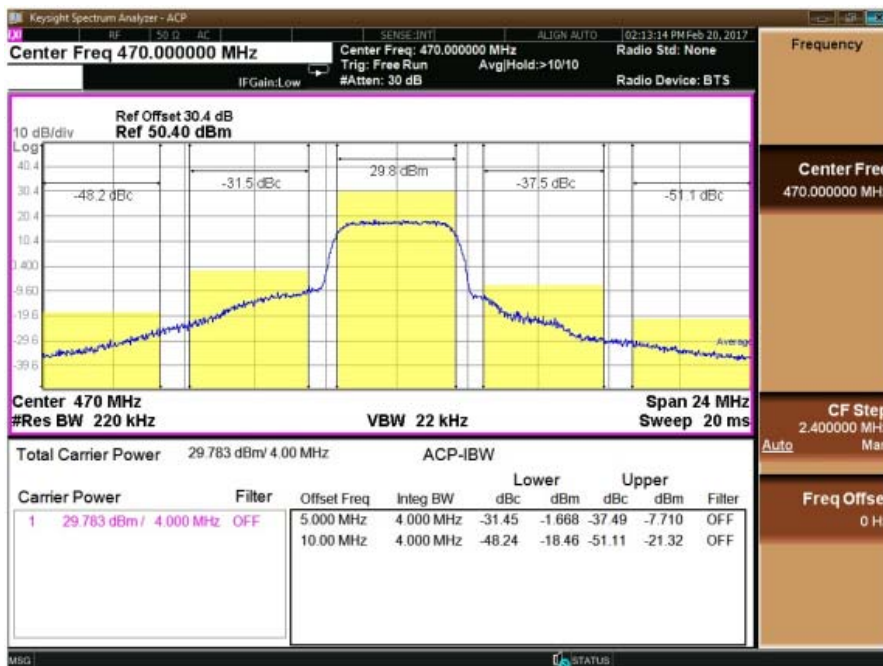 Keysight Spectrum Analyzer - ACP
RF 50 Ω AC SENSE:INT ALIGN AUTO 02:13:14 PM Feb 20, 2017
Center Freq 470.000000 MHz
Center Freq: 470.000000 MHz
Radio Std: None
Trig: Free Run
Avg|Hold:>10/10
IFGain:Low
#Atten: 30 dB
Radio Device: BTS
Ref Offset 30.4 dB
10 dB/div
Ref 50.40 dBm
Log
40.4
30.4
20.4
10.4
0.400
-9.60
-19.6
-29.6
-39.6
-48.2 dBc
-31.5 dBc
29.8 dBm
-37.5 dBc
-51.1 dBc
Average
Center 470 MHz
Span 24 MHz
#Res BW 220 kHz
VBW 22 kHz
Sweep 20 ms
Total Carrier Power 29.783 dBm/ 4.00 MHz
ACP-IBW
Lower Upper
Carrier Power Filter
Offset Freq Integ BW dBc dBm dBc dBm Filter
1 29.783 dBm / 4.000 MHz OFF
5.000 MHz 4.000 MHz -31.45 -1.668 -37.49 -7.710 OFF
10.00 MHz 4.000 MHz -48.24 -18.46 -51.11 -21.32 OFF
MSG
STATUS
Frequency
Center Fre
470.000000 MH
CF Step
2.400000 MH
Auto Ma
Freq Offse
0 H